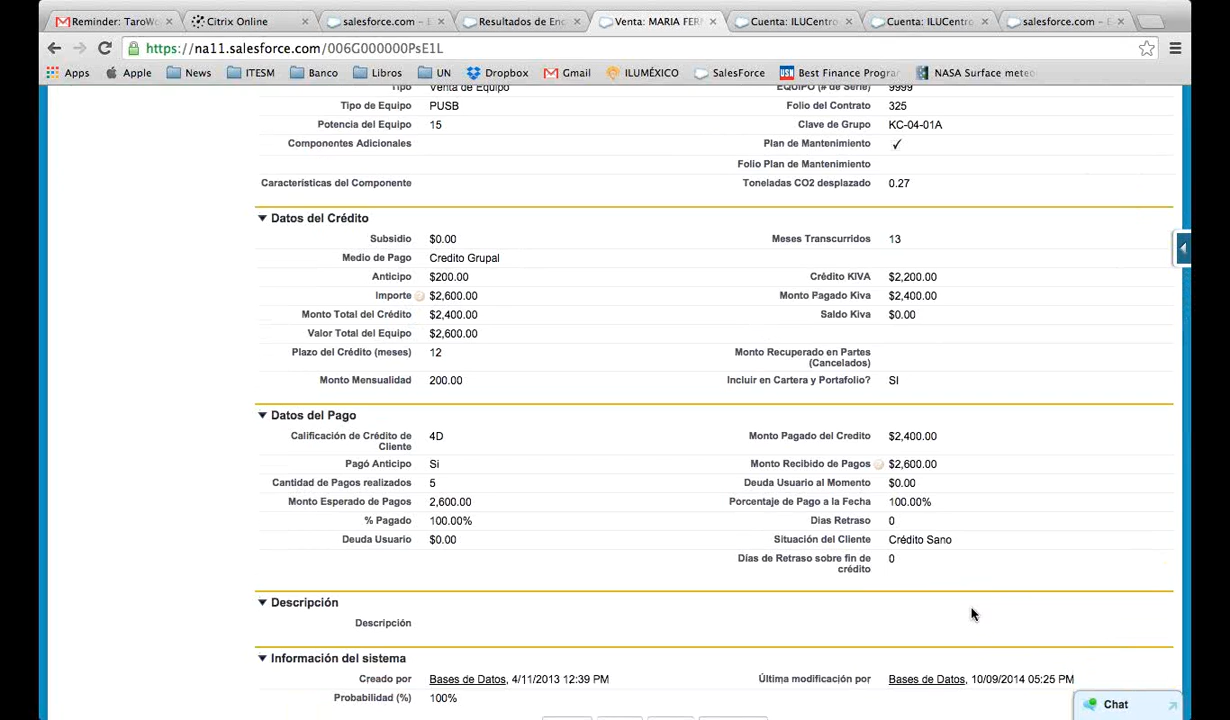 Reminder: TaroW
Citrix Online
salesforce.com – E
Resultados de En
Venta: MARIA FER
Cuenta: ILUCentro
Cuenta: ILUCentro
salesforce.com – E
https://na11.salesforce.com/006G000000PsE1L
Apps Apple News ITESM Banco Libros UN Dropbox Gmail ILUMÉXICO SalesForce Best Finance Progra NASA Surface meteo
Tipo Venta de Equipo EQUIPO (# de Serie) 9999
Tipo de Equipo PUSB Folio del Contrato 325
Potencia del Equipo 15 Clave de Grupo KC-04-01A
Componentes Adicionales Plan de Mantenimiento ✓
Folio Plan de Mantenimiento
Características del Componente Toneladas CO2 desplazado 0.27
Datos del Crédito
Subsidio $0.00 Meses Transcurridos 13
Medio de Pago Credito Grupal
Anticipo $200.00 Crédito KIVA $2,200.00
Importe $2,600.00 Monto Pagado Kiva $2,400.00
Monto Total del Crédito $2,400.00 Saldo Kiva $0.00
Valor Total del Equipo $2,600.00
Plazo del Crédito (meses) 12 Monto Recuperado en Partes
(Cancelados)
Monto Mensualidad 200.00 Incluir en Cartera y Portafolio? SI
Datos del Pago
Calificación de Crédito de 4D Monto Pagado del Credito $2,400.00
Cliente
Pagó Anticipo Si Monto Recibido de Pagos $2,600.00
Cantidad de Pagos realizados 5 Deuda Usuario al Momento $0.00
Monto Esperado de Pagos 2,600.00 Porcentaje de Pago a la Fecha 100.00%
% Pagado 100.00% Dias Retraso 0
Deuda Usuario $0.00 Situación del Cliente Crédito Sano
Días de Retraso sobre fin de 0
crédito
Descripción
Descripción
Información del sistema
Creado por Bases de Datos, 4/11/2013 12:39 PM Última modificación por Bases de Datos, 10/09/2014 05:25 PM
Probabilidad (%) 100%
Chat